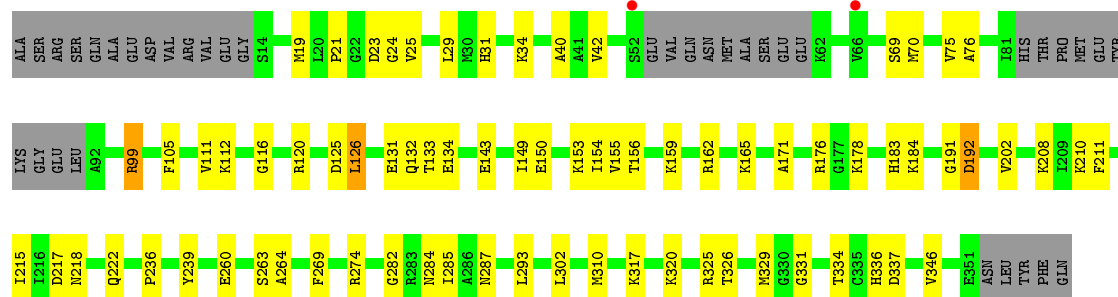 ALA SER ARG SER GLN ALA GLU ASP VAL ARG VAL GLU GLY S14 M19 L20 P21 G22 D23 G24 V25 L29 M30 H31 K34 A40 A41 V42 S52 GLU VAL GLN ASN MET ALA SER GLU GLU K62 V66 S69 M70 V75 A76 I81 HIS THR PRO MET GLU TYR
LYS GLY GLU LEU A92 R99 F105 V111 K112 G116 R120 D125 L126 E131 Q132 T133 E134 E143 I149 E150 K153 I154 V155 T156 K159 R162 K165 A171 R176 G177 K178 H183 K184 G191 D192 V202 K208 I209 K210 F211
I215 I216 D217 N218 Q222 P236 Y239 E260 S263 A264 F269 R274 G282 R283 N284 I285 A286 N287 L293 L302 M310 K317 K320 R325 T326 M329 G330 G331 T334 C335 H336 D337 V346 E351 ASN LEU TYR PHE GLN